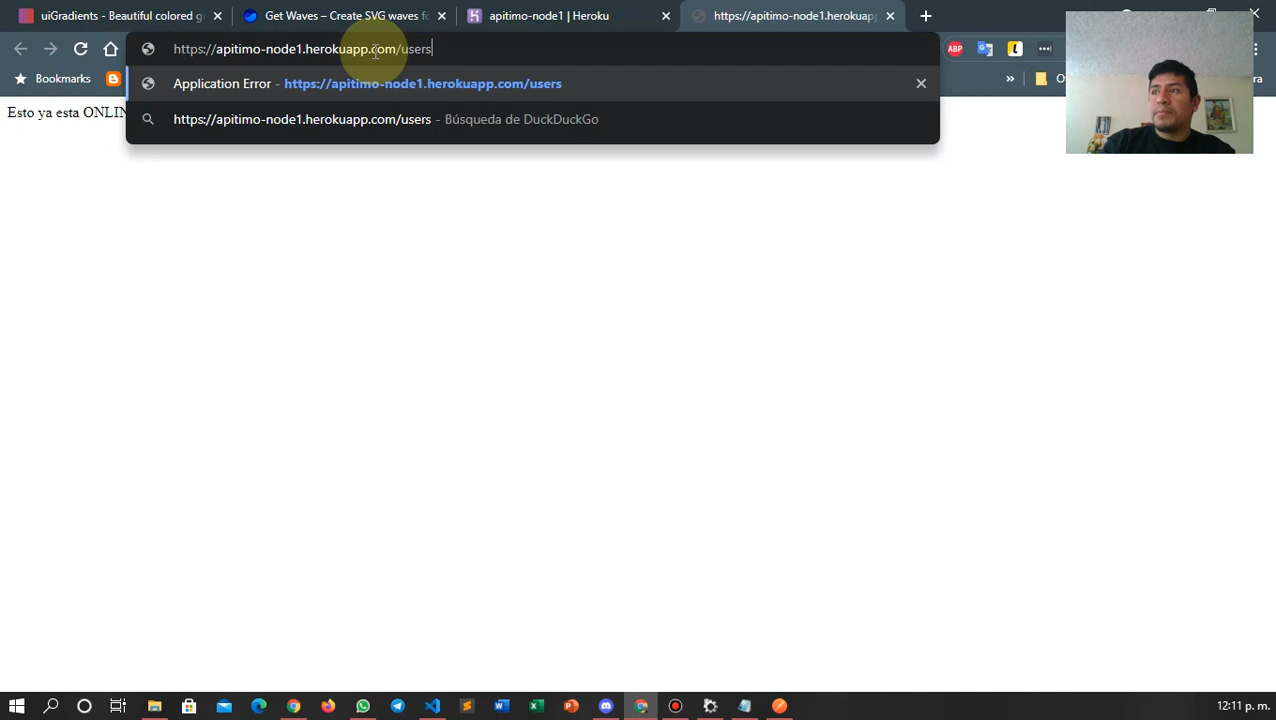 uiGradients - Beautiful colored g
Get Waves – Create SVG waves fo
apitimo-node1 | Heroku
https://apitimo-node1.herokuapp
https://apitimo-node1.herokuapp.com/users
ABP
Bookmarks
»
Application Error - https://apitimo-node1.herokuapp.com/users
https://apitimo-node1.herokuapp.com/users - Búsqueda de DuckDuckGo
Esto ya esta ONLIN
12:11 p. m.